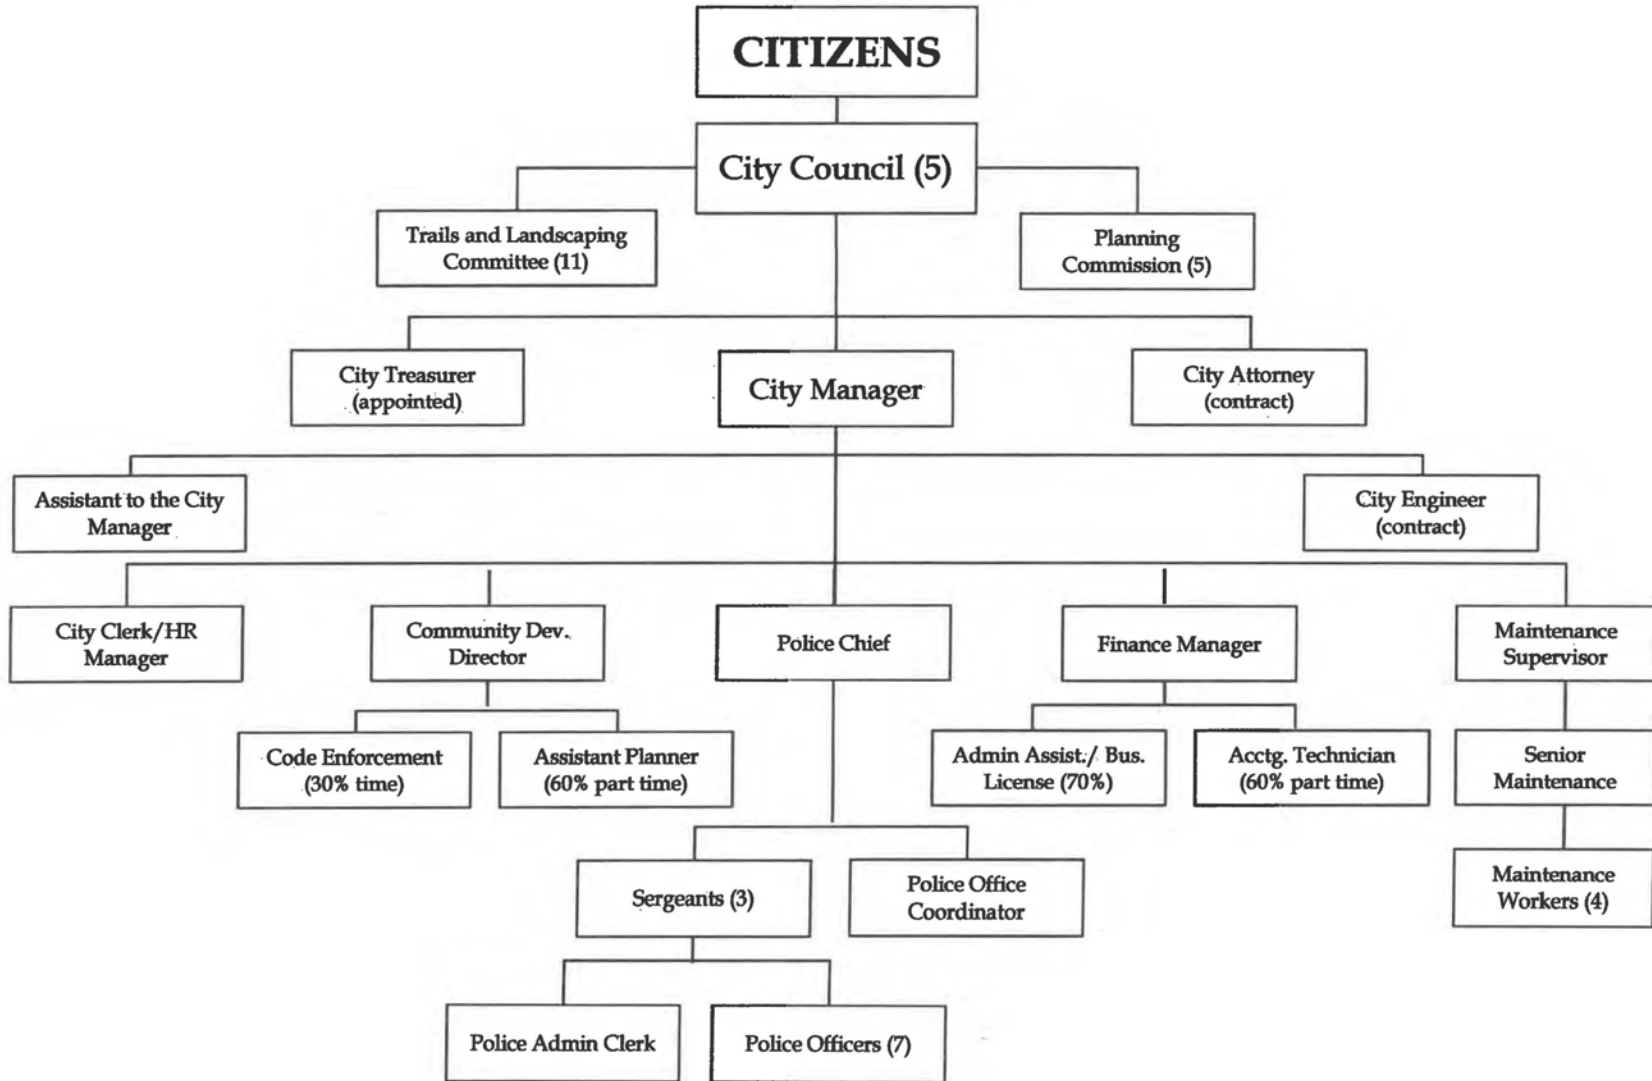 CITIZENS
City Council (5)
Trails and Landscaping
Committee (11)
Planning
Commission (5)
City Treasurer
(appointed)
City Manager
City Attorney
(contract)
Assistant to the City
Manager
City Engineer
(contract)
City Clerk/HR
Manager
Community Dev.
Director
Police Chief
Finance Manager
Maintenance
Supervisor
Code Enforcement
(30% time)
Assistant Planner
(60% part time)
Admin Assist./ Bus.
License (70%)
Acctg. Technician
(60% part time)
Senior
Maintenance
Sergeants (3)
Police Office
Coordinator
Maintenance
Workers (4)
Police Admin Clerk
Police Officers (7)